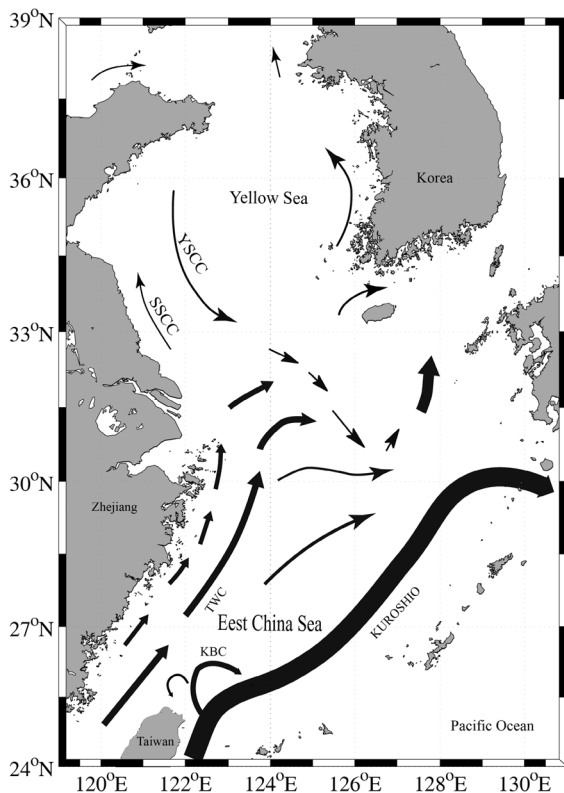 39°N
36°N
Yellow Sea
Korea
YSCC
SSCC
33°N
30°N
Zhejiang
TWC
KUROSHIO
27°N
Eest China Sea
KBC
Pacific Ocean
Taiwan
24°N
120°E 122°E 124°E 126°E 128°E 130°E